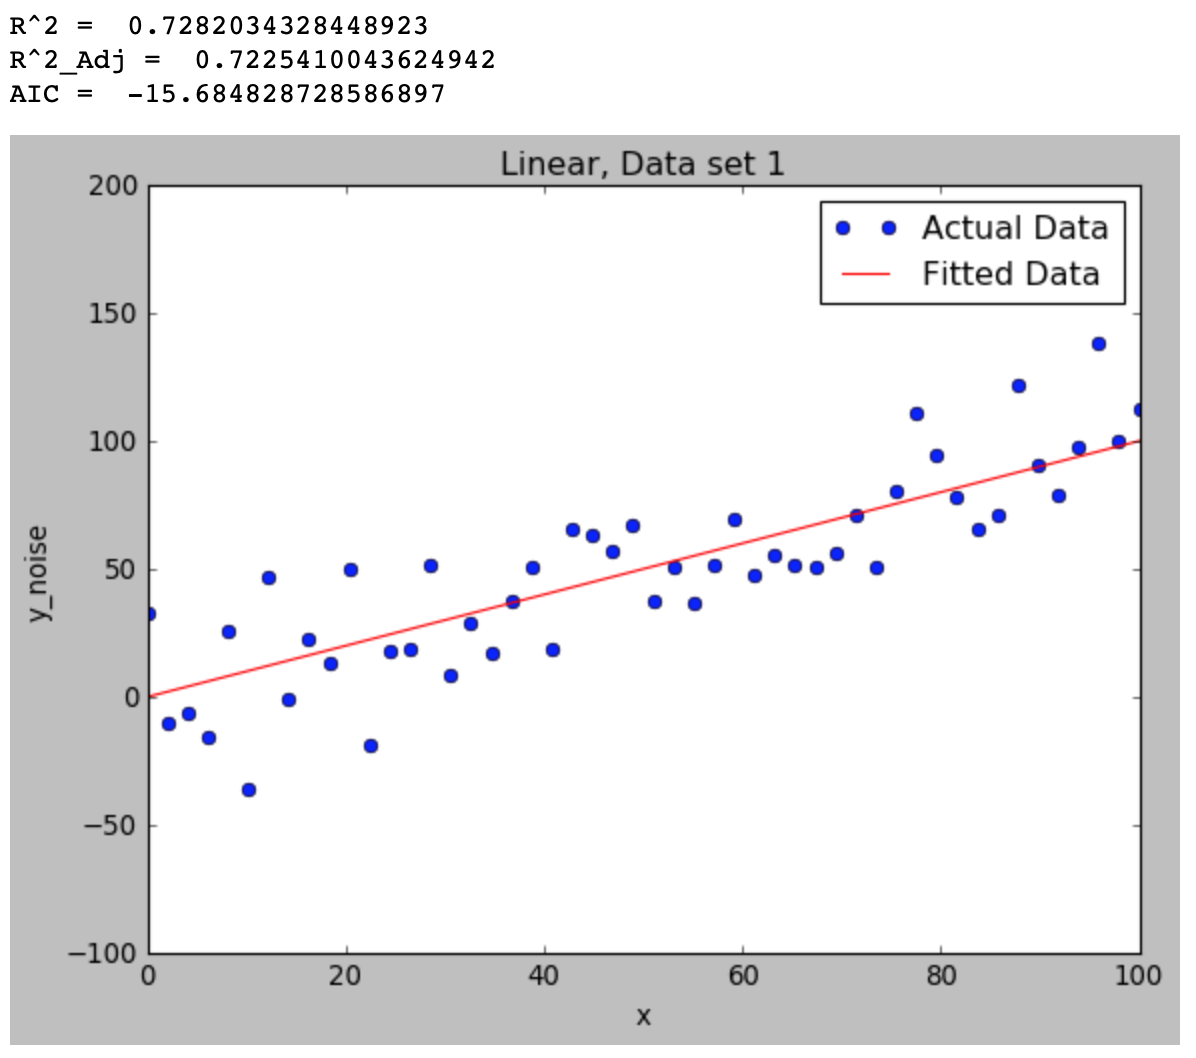 R^2 =  0.7282034328448923
R^2_Adj =  0.7225410043624942
AIC =  -15.684828728586897
Linear, Data set 1
200
150
100
50
0
−50
−100
y_noise
Actual Data
Fitted Data
0 20 40 60 80 100
x